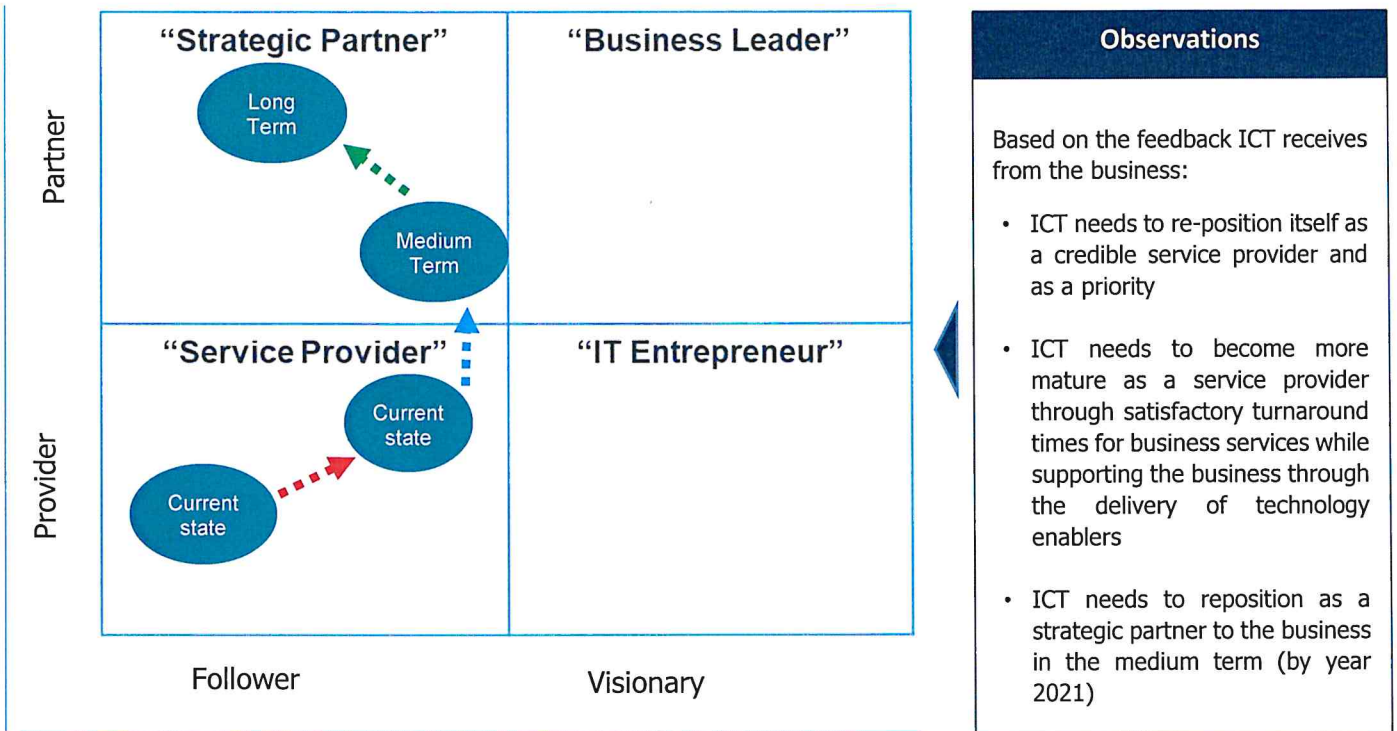 “Strategic Partner”
“Business Leader”
Long
Term
Medium
Term
Partner
“Service Provider”
“IT Entrepreneur”
Current
state
Current
state
Provider
Follower
Visionary
Observations
Based on the feedback ICT receives
from the business:
• ICT needs to re-position itself as
a credible service provider and
as a priority
• ICT needs to become more
mature as a service provider
through satisfactory turnaround
times for business services while
supporting the business through
the delivery of technology
enablers
• ICT needs to reposition as a
strategic partner to the business
in the medium term (by year
2021)